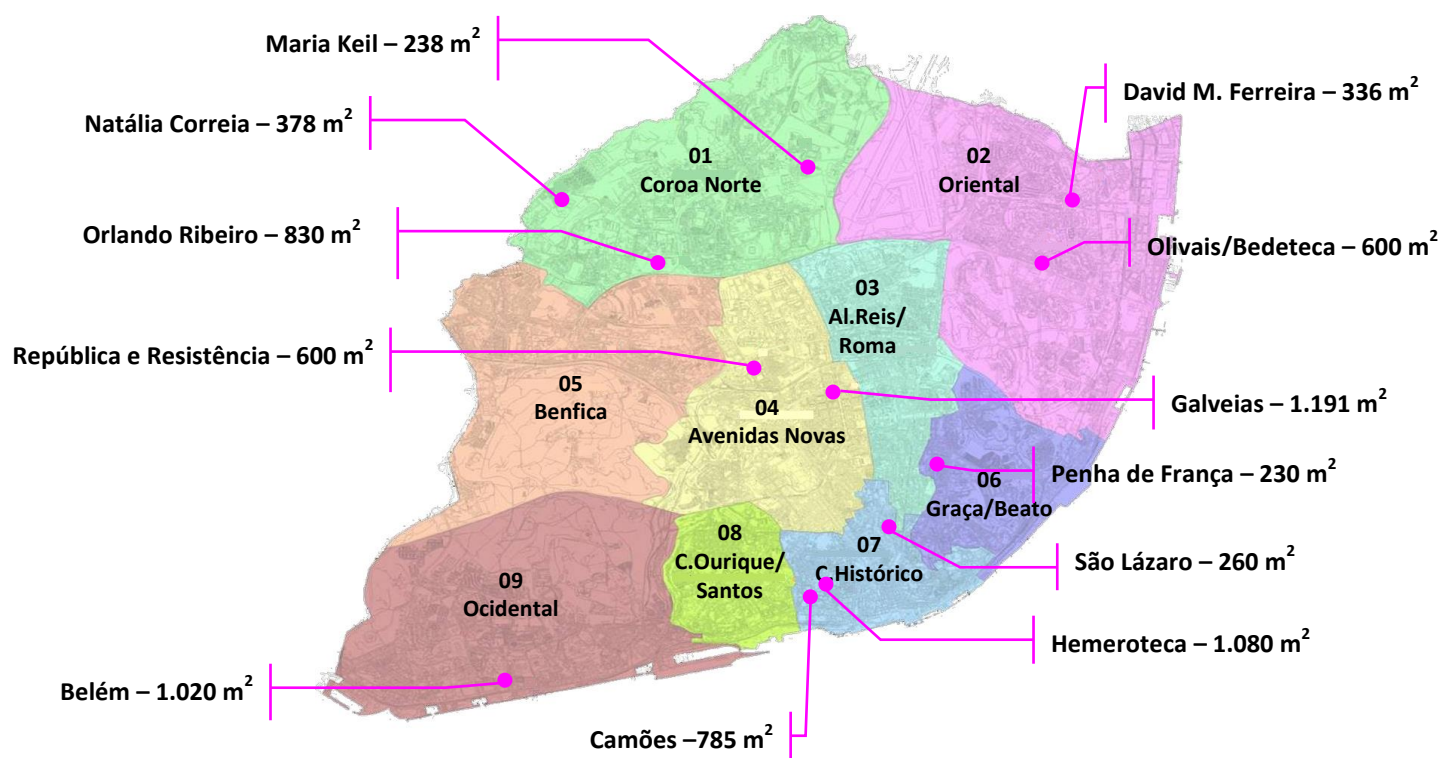 Maria Keil – 238 m²
David M. Ferreira – 336 m²
Natália Correia – 378 m²
01
Coroa Norte
02
Oriental
Orlando Ribeiro – 830 m²
Olivais/Bedeteca – 600 m²
03
Al.Reis/
Roma
República e Resistência – 600 m²
05
Benfica
04
Avenidas Novas
Galveias – 1.191 m²
Penha de França – 230 m²
06
Graça/Beato
08
C.Ourique/
Santos
07
C.Histórico
São Lázaro – 260 m²
09
Ocidental
Hemeroteca – 1.080 m²
Belém – 1.020 m²
Camões –785 m²